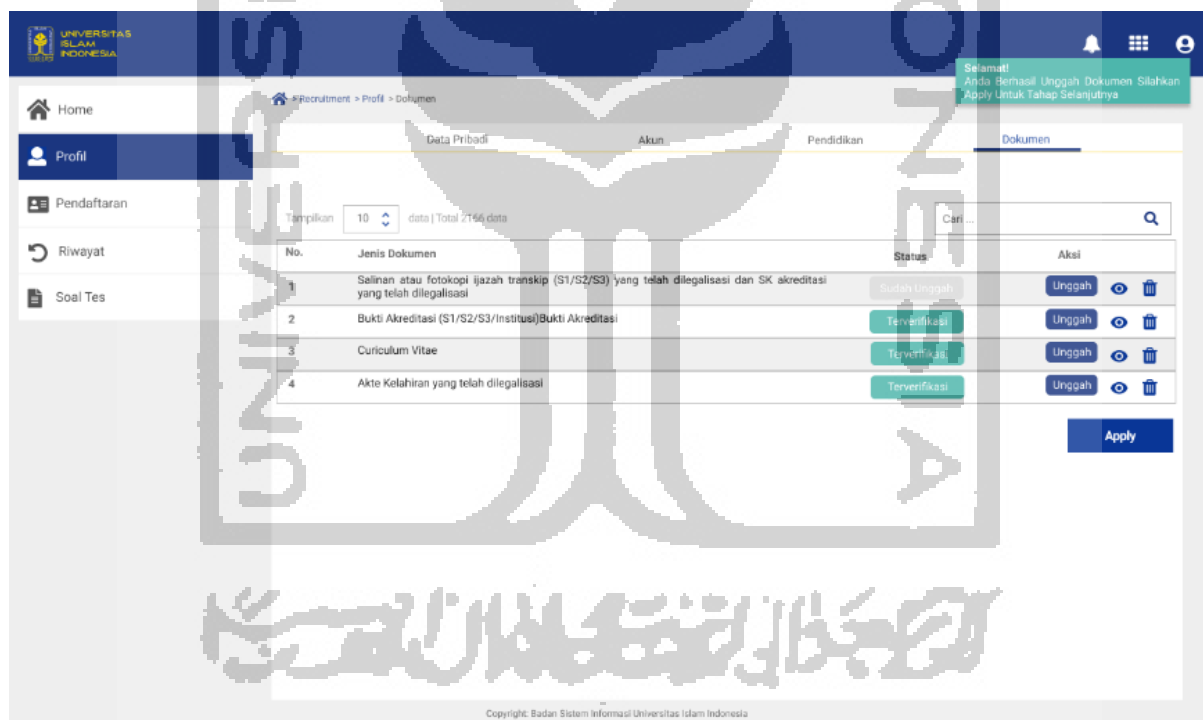 UNIVERSITAS
ISLAM
INDONESIA
Selamat!
Anda Berhasil Unggah Dokumen Silahkan
Apply Untuk Tahap Selanjutnya
Home
Profil
Pendaftaran
Riwayat
Soal Tes
> Recruitment > Profil > Dokumen
Data Pribadi Akun Pendidikan Dokumen
Tampilkan 10 data | Total 2166 data Cari ...
No. Jenis Dokumen Status Aksi
1 Salinan atau fotokopi ijazah transkip (S1/S2/S3) yang telah dilegalisasi dan SK akreditasi
yang telah dilegalisasi Sudah Unggah Unggah
2 Bukti Akreditasi (S1/S2/S3/Institusi)Bukti Akreditasi Terverifikasi Unggah
3 Curiculum Vitae Terverifikasi Unggah
4 Akte Kelahiran yang telah dilegalisasi Terverifikasi Unggah
Apply
Copyright: Badan Sistem Informasi Universitas Islam Indonesia